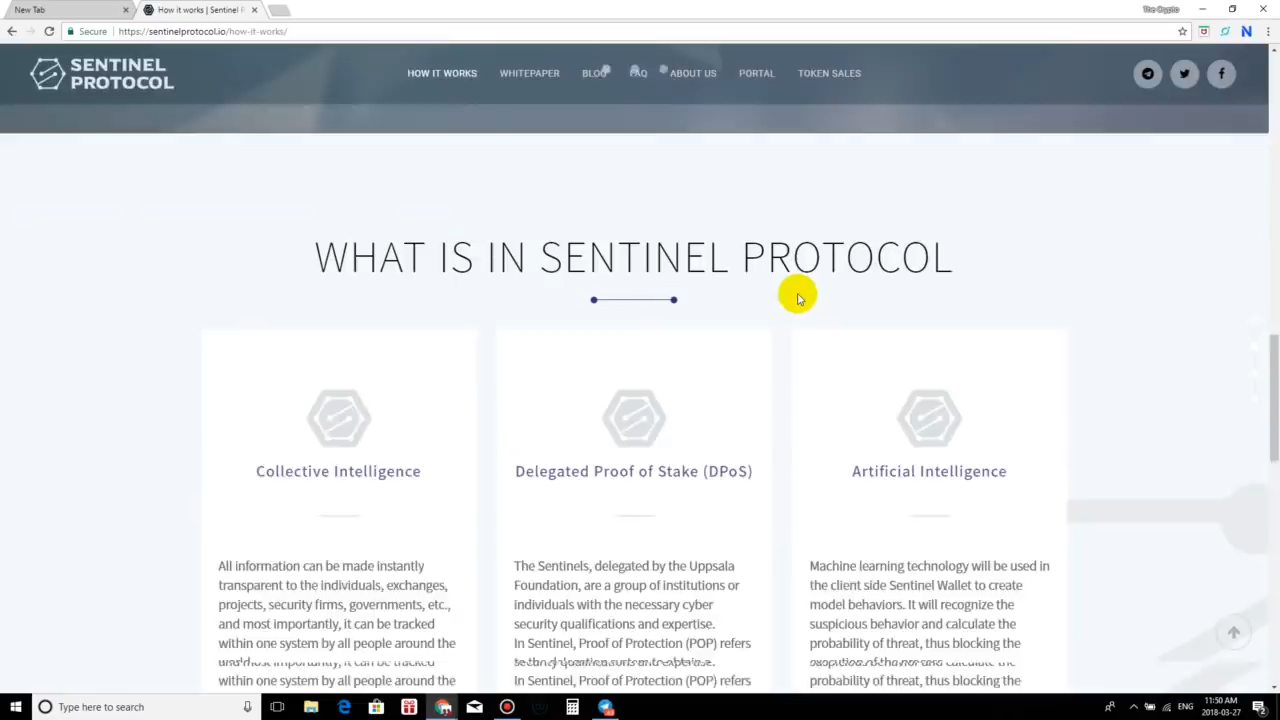 New Tab
How it works | Sentinel P
The Crypto
Secure
https://sentinelprotocol.io/how-it-works/
SENTINEL
PROTOCOL
HOW IT WORKS
WHITEPAPER
BLOG
FAQ
ABOUT US
PORTAL
TOKEN SALES
WHAT IS IN SENTINEL PROTOCOL
Collective Intelligence
All information can be made instantly
transparent to the individuals, exchanges,
projects, security firms, governments, etc.,
and most importantly, it can be tracked
within one system by all people around the
within one system by all people around the
Delegated Proof of Stake (DPoS)
The Sentinels, delegated by the Uppsala
Foundation, are a group of institutions or
individuals with the necessary cyber
security qualifications and expertise.
In Sentinel, Proof of Protection (POP) refers
In Sentinel, Proof of Protection (POP) refers
Artificial Intelligence
Machine learning technology will be used in
the client side Sentinel Wallet to create
model behaviors. It will recognize the
suspicious behavior and calculate the
probability of threat, thus blocking the
probability of threat, thus blocking the
Type here to search
ENG
11:50 AM
2018-03-27
2